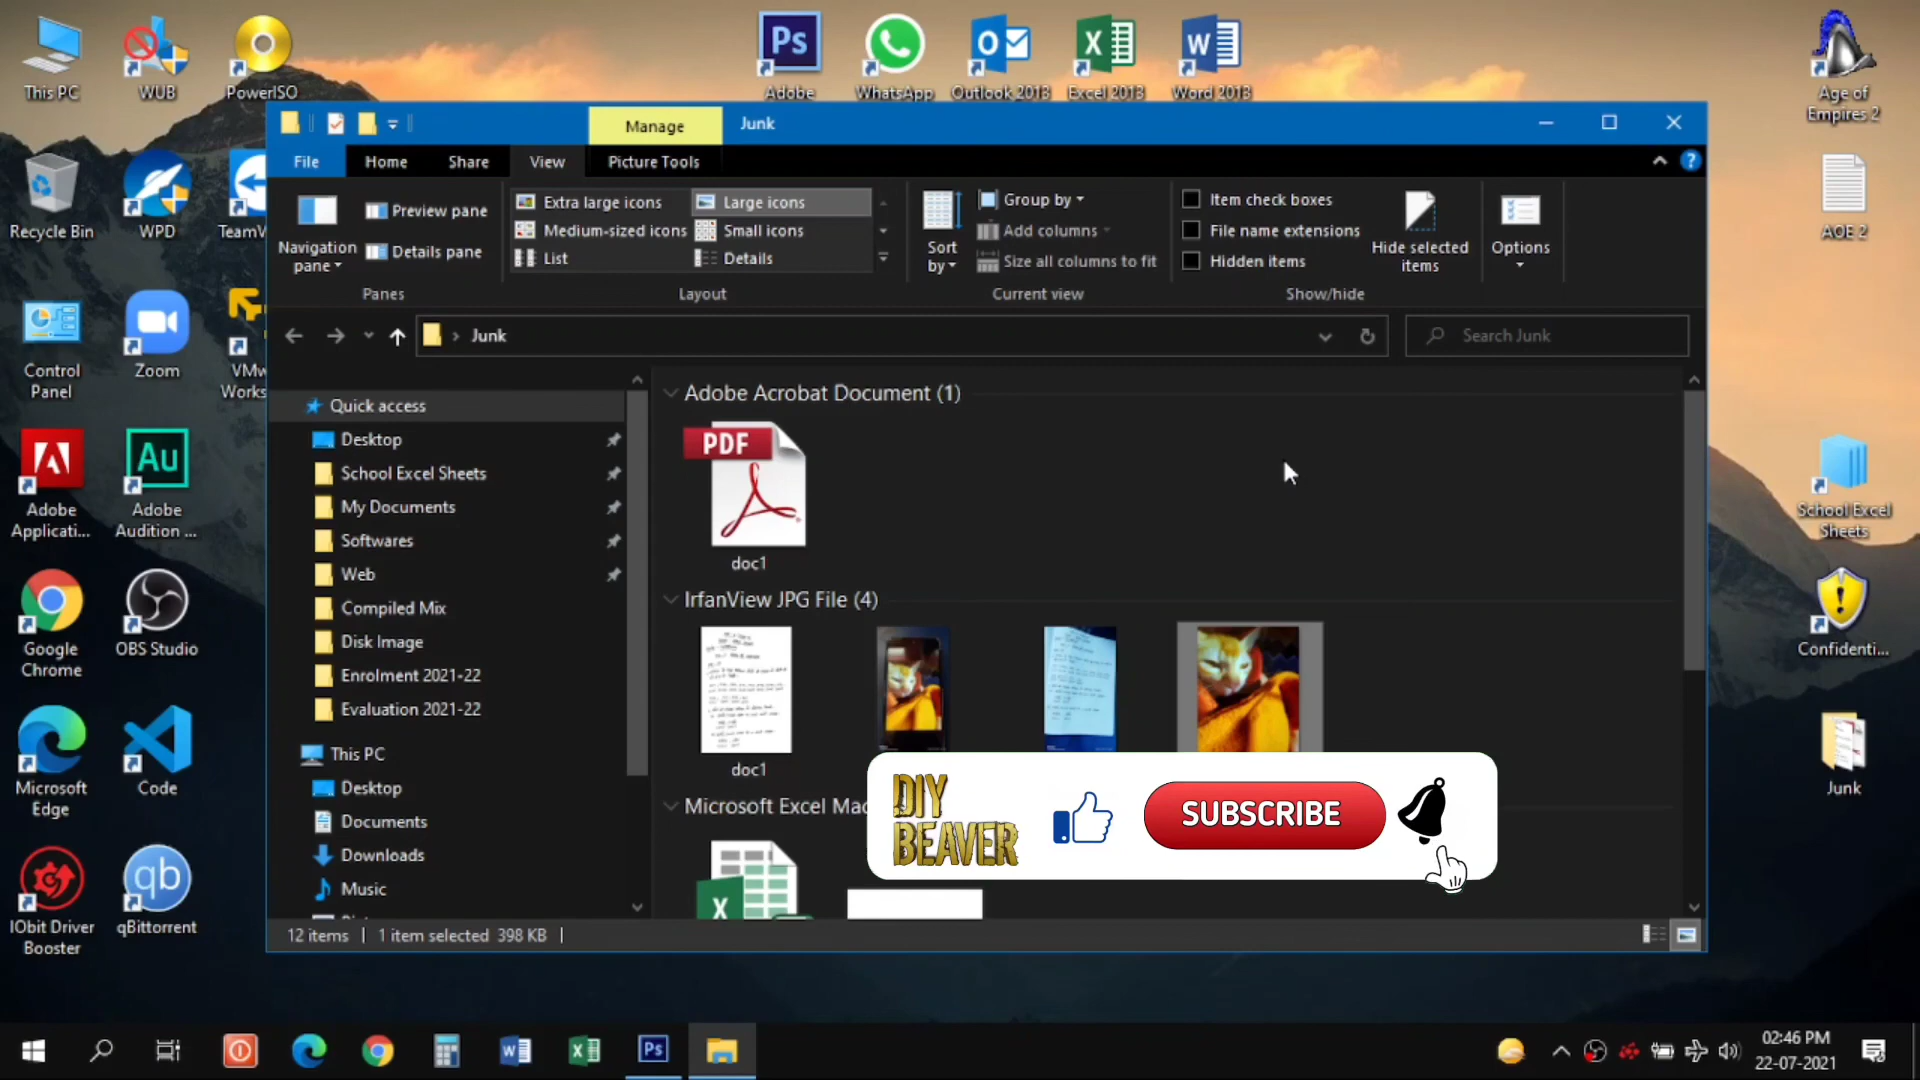 This PC
WUB
PowerISO
Adobe
WhatsApp
Outlook 2013
Excel 2013
Word 2013
Age of
Empires 2
Recycle Bin
WPD
TeamV
AOE 2
Control
Panel
Zoom
VMw
Works
Adobe
Applicati...
Adobe
Audition ...
School Excel
Sheets
Google
Chrome
OBS Studio
Confidenti...
Microsoft
Edge
Code
Junk
IObit Driver
Booster
qBittorrent
Manage
Junk
File
Home
Share
View
Picture Tools
Navigation
pane
Preview pane
Details pane
Panes
Extra large icons
Large icons
Medium-sized icons
Small icons
List
Details
Layout
Sort
by
Group by
Add columns
Size all columns to fit
Current view
Item check boxes
File name extensions
Hidden items
Hide selected
items
Show/hide
Options
Junk
Search Junk
Quick access
Desktop
School Excel Sheets
My Documents
Softwares
Web
Compiled Mix
Disk Image
Enrolment 2021-22
Evaluation 2021-22
This PC
Desktop
Documents
Downloads
Music
Adobe Acrobat Document (1)
PDF
doc1
IrfanView JPG File (4)
doc1
Microsoft Excel Mac
DIY
BEAVER
SUBSCRIBE
12 items
1 item selected 398 KB
02:46 PM
22-07-2021